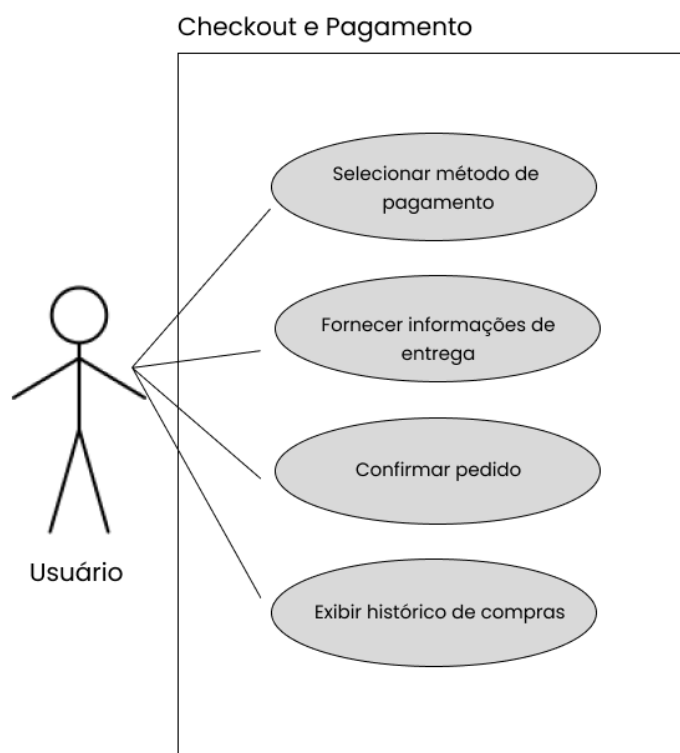 Checkout e Pagamento
Selecionar método de
pagamento
Fornecer informações de
entrega
Confirmar pedido
Usuário
Exibir histórico de compras